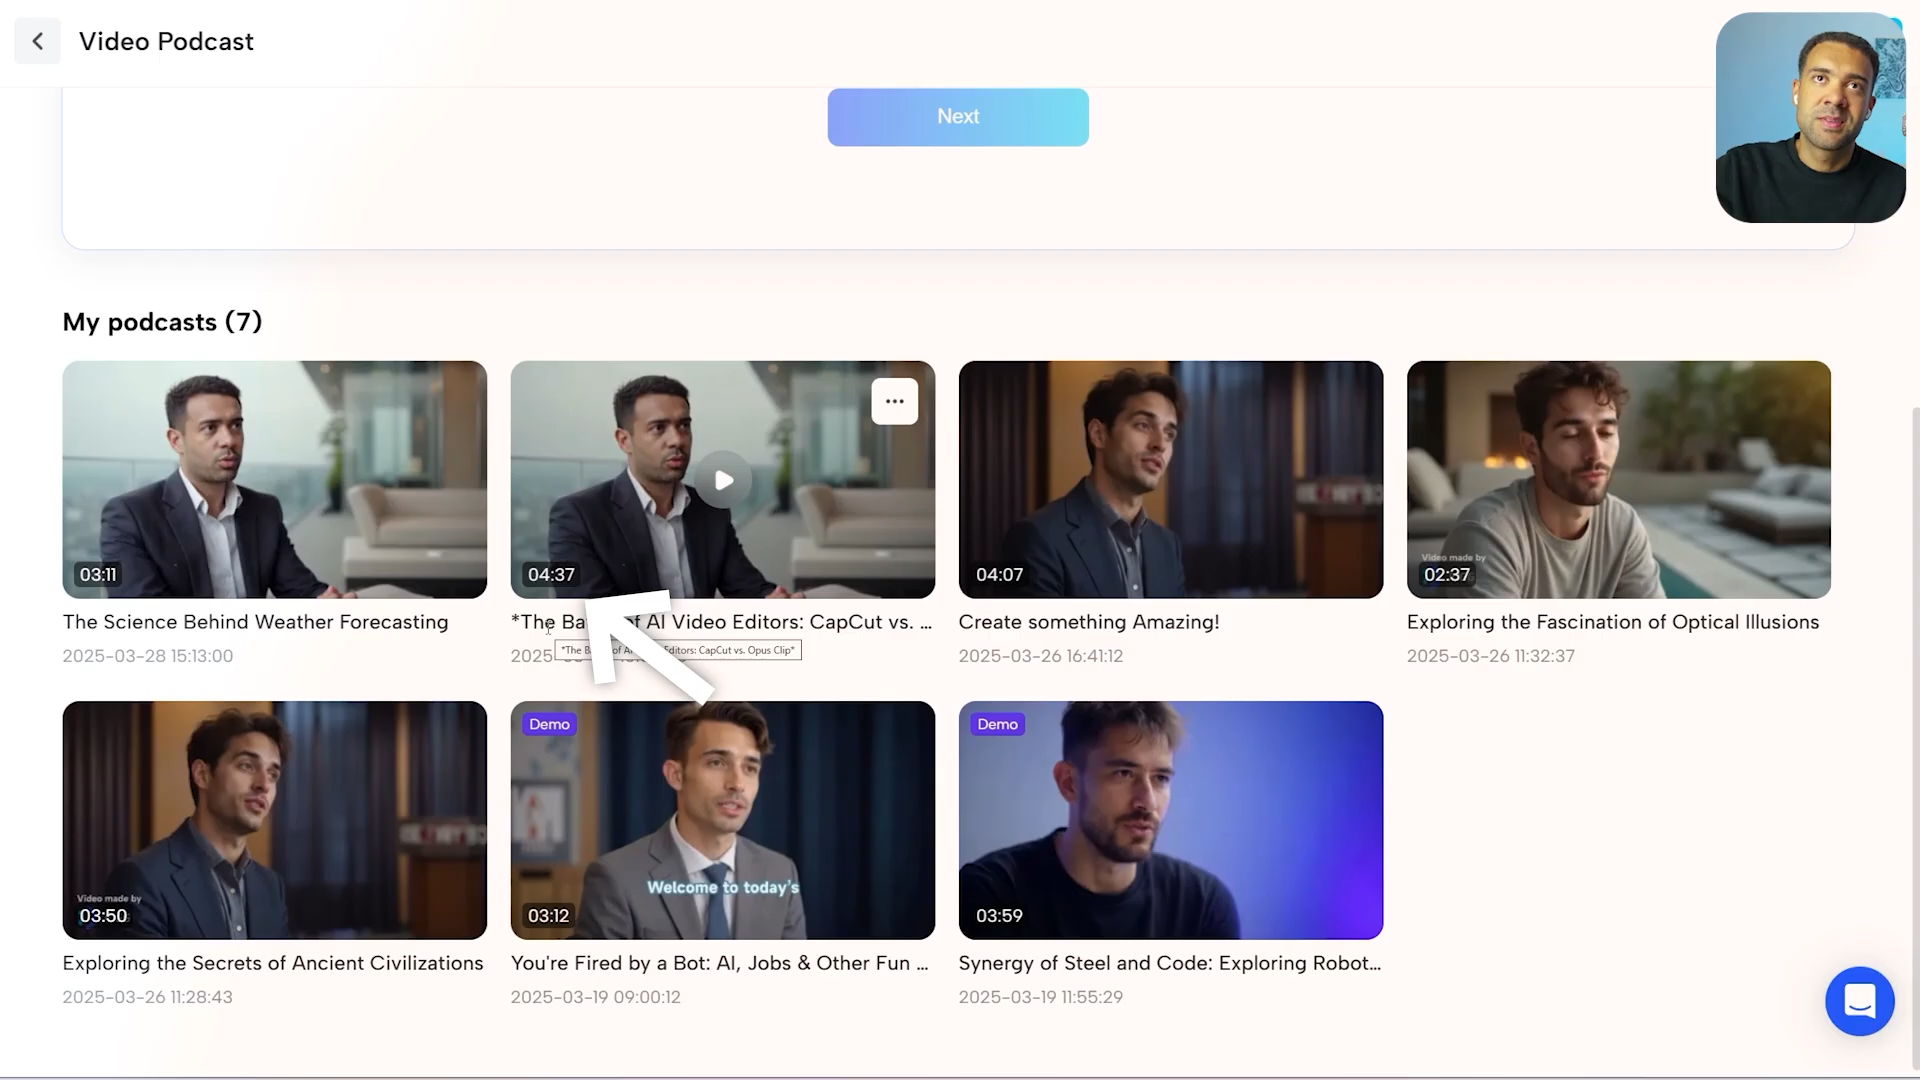 Video Podcast
Next
My podcasts (7)
03:11
04:37
04:07
Video made by
02:37
The Science Behind Weather Forecasting
*The Ba of AI Video Editors: CapCut vs. ...
Create something Amazing!
Exploring the Fascination of Optical Illusions
2025-03-28 15:13:00
2025
*The B of A Editors: CapCut vs. Opus Clip*
2025-03-26 16:41:12
2025-03-26 11:32:37
Video made by
03:50
Demo
Welcome to today's
03:12
Demo
03:59
Exploring the Secrets of Ancient Civilizations
You're Fired by a Bot: AI, Jobs & Other Fun ...
Synergy of Steel and Code: Exploring Robot...
2025-03-26 11:28:43
2025-03-19 09:00:12
2025-03-19 11:55:29